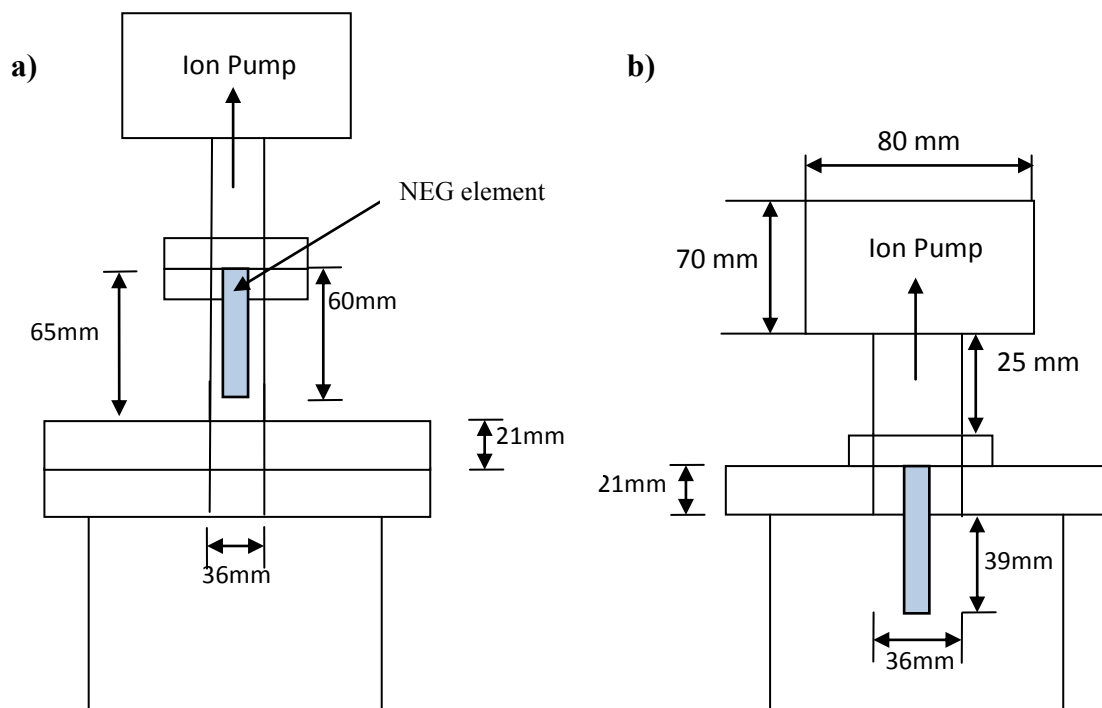 a)
Ion Pump
NEG element
65mm
60mm
21mm
36mm
b)
80 mm
70 mm
Ion Pump
25 mm
21mm
39mm
36mm